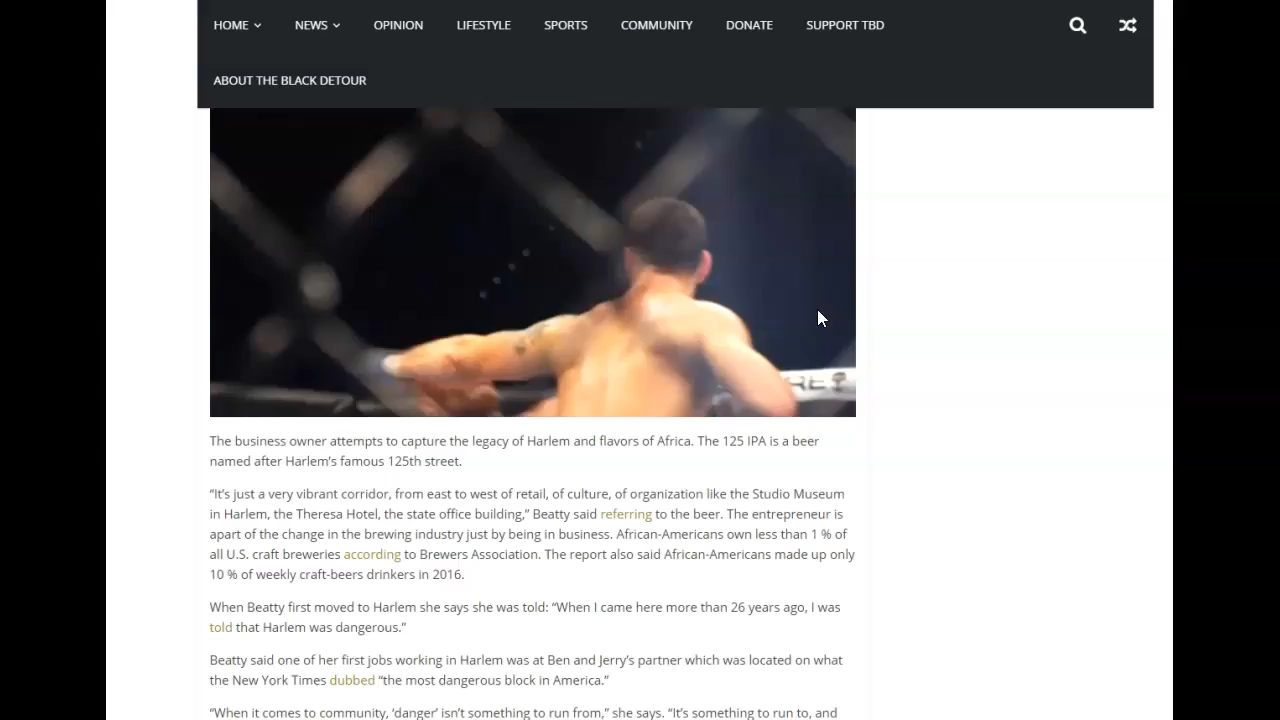 HOME NEWS OPINION LIFESTYLE SPORTS COMMUNITY DONATE SUPPORT TBD
ABOUT THE BLACK DETOUR
The business owner attempts to capture the legacy of Harlem and flavors of Africa. The 125 IPA is a beer
named after Harlem’s famous 125th street.
“It’s just a very vibrant corridor, from east to west of retail, of culture, of organization like the Studio Museum
in Harlem, the Theresa Hotel, the state office building,” Beatty said referring to the beer. The entrepreneur is
apart of the change in the brewing industry just by being in business. African-Americans own less than 1 % of
all U.S. craft breweries according to Brewers Association. The report also said African-Americans made up only
10 % of weekly craft-beers drinkers in 2016.
When Beatty first moved to Harlem she says she was told: “When I came here more than 26 years ago, I was
told that Harlem was dangerous.”
Beatty said one of her first jobs working in Harlem was at Ben and Jerry’s partner which was located on what
the New York Times dubbed “the most dangerous block in America.”
“When it comes to community, ‘danger’ isn’t something to run from,” she says. “It’s something to run to, and